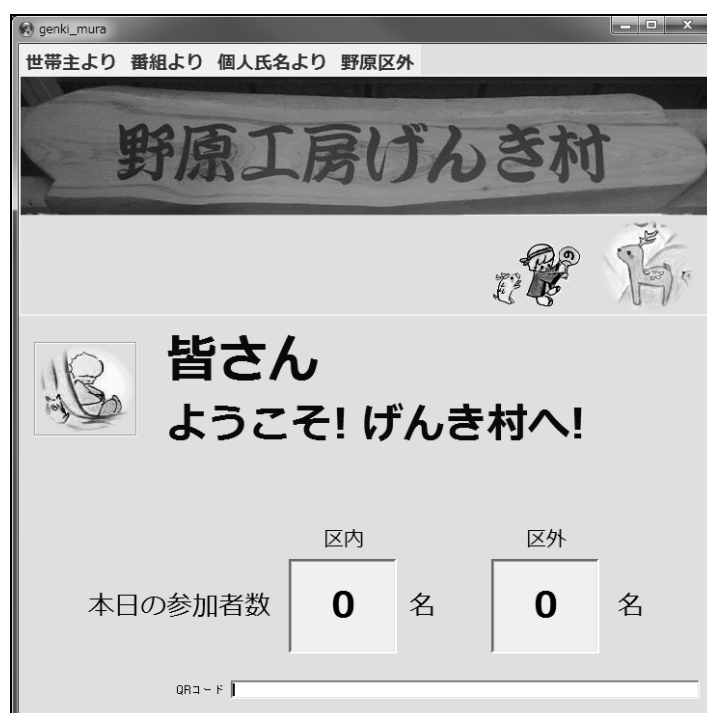 genki_mura
世帯主より 番組より 個人氏名より 野原区外
野原工房げんき村
の
皆さん
ようこそ! げんき村へ!
区内 区外
本日の参加者数 0 名 0 名
QRコード